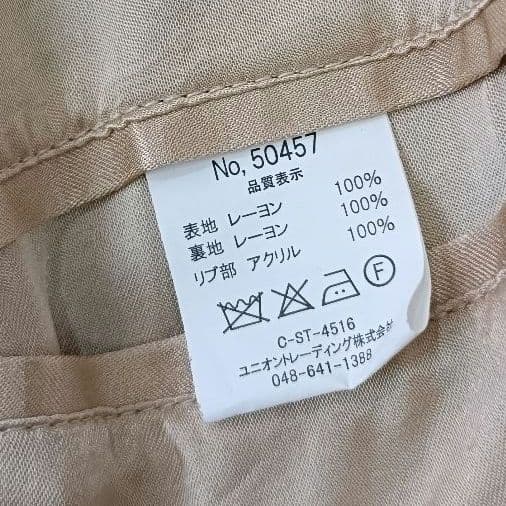 No, 50457
品質表示
表地 レーヨン 100%
裏地 レーヨン 100%
リブ部 アクリル 100%
F
C-ST-4516
ユニオントレーディング株式会社
048-641-1388